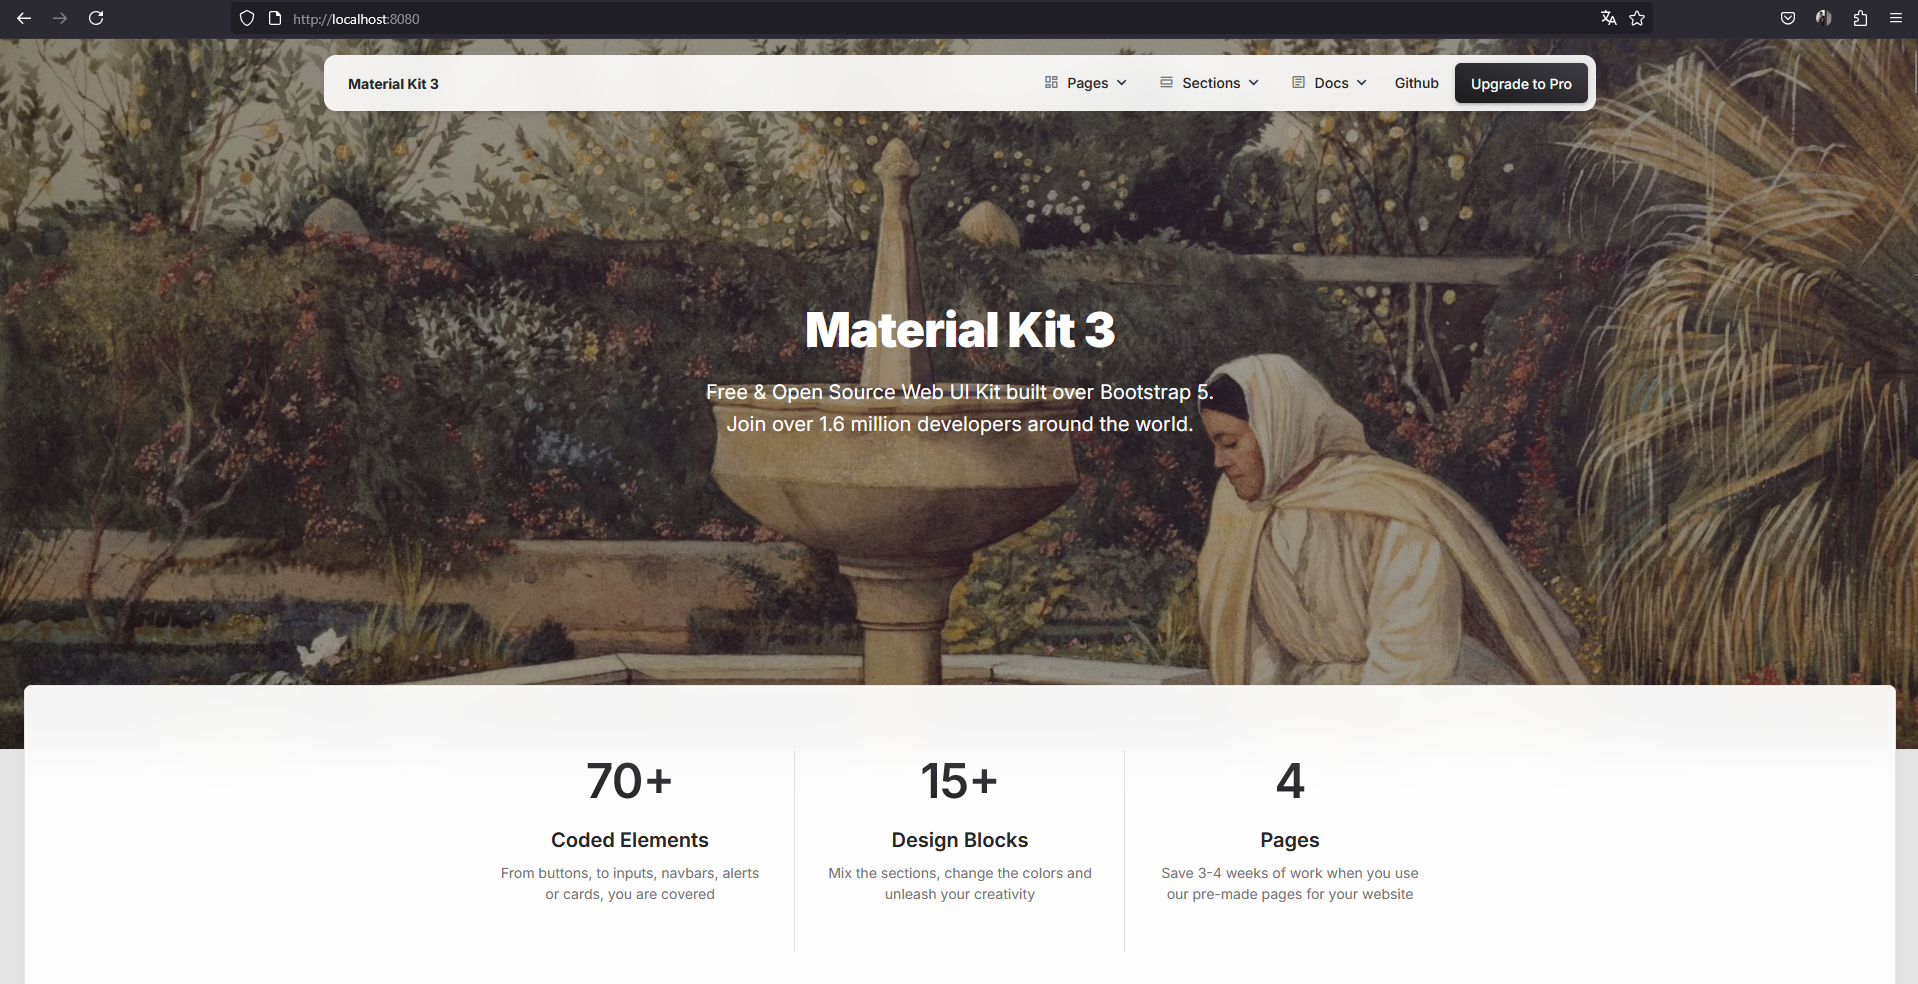 http://localhost:8080
Material Kit 3
Pages
Sections
Docs
Github
Upgrade to Pro
Material Kit 3
Free & Open Source Web UI Kit built over Bootstrap 5.
Join over 1.6 million developers around the world.
70+
Coded Elements
From buttons, to inputs, navbars, alerts
or cards, you are covered
15+
Design Blocks
Mix the sections, change the colors and
unleash your creativity
4
Pages
Save 3-4 weeks of work when you use
our pre-made pages for your website